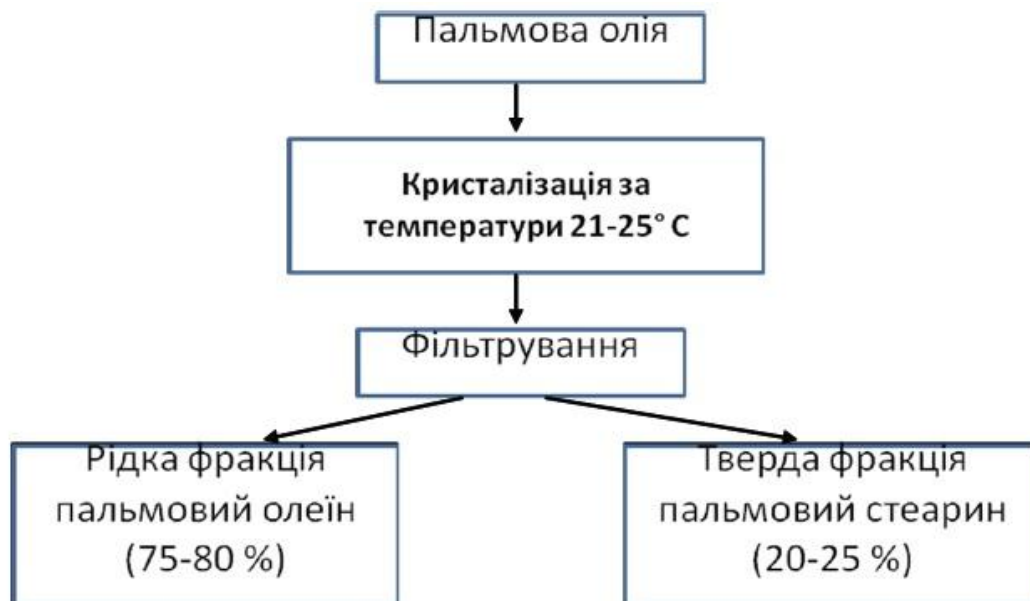 Пальмова олія
Кристалізація за
температури 21-25° С
Фільтрування
Рідка фракція
пальмовий олеїн
(75-80 %)
Тверда фракція
пальмовий стеарин
(20-25 %)